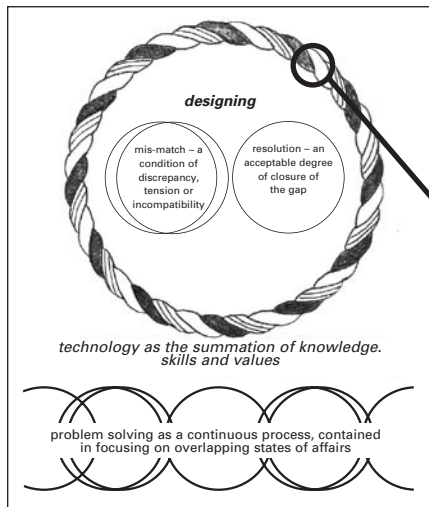 designing
mis-match – a
condition of
discrepancy,
tension or
incompatibility
resolution – an
acceptable degree
of closure of
the gap
technology as the summation of knowledge.
skills and values
problem solving as a continuous process, contained
in focusing on overlapping states of affairs